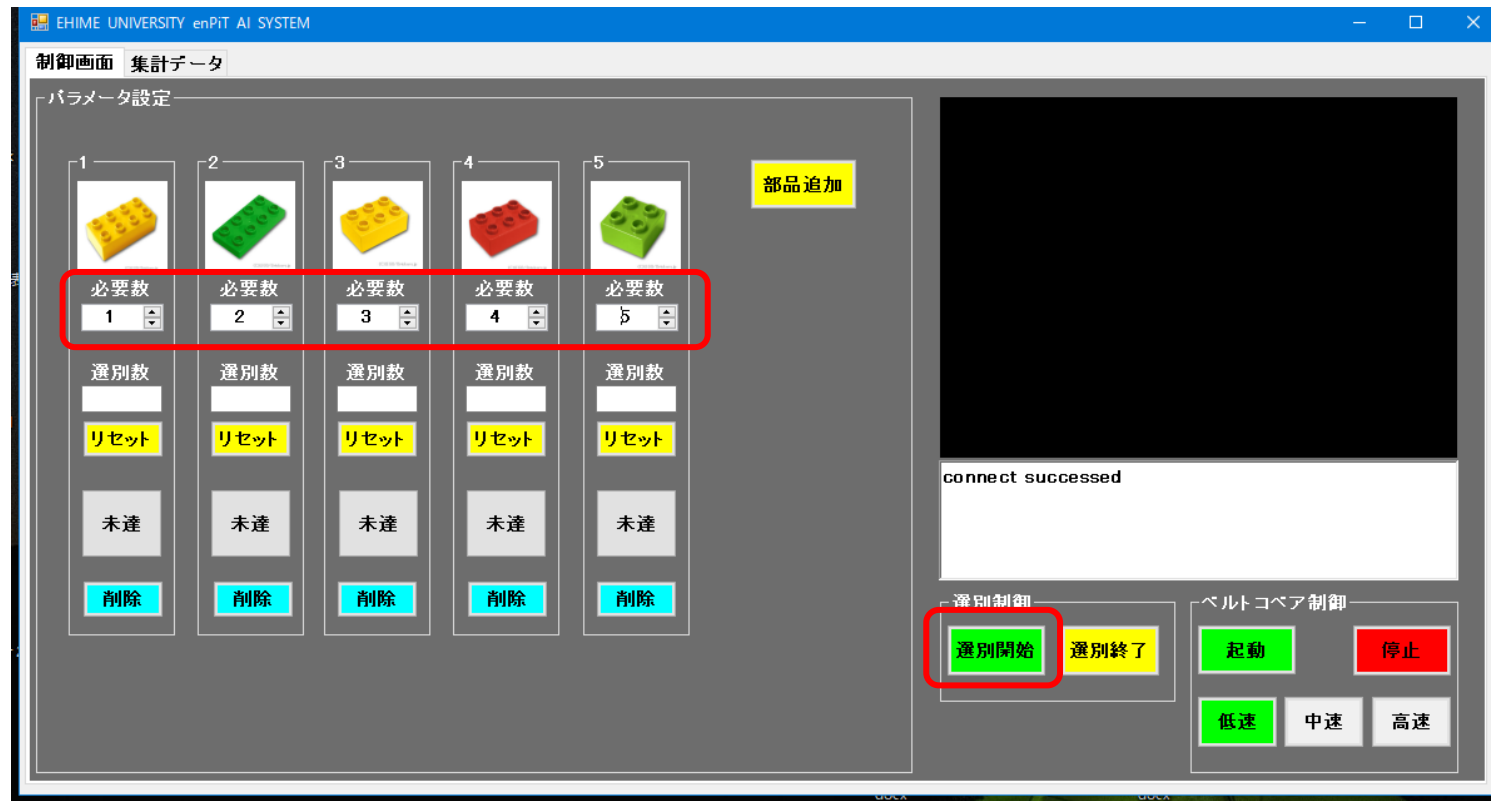 EHIME UNIVERSITY enPiT AI SYSTEM
制御画面 集計データ
パラメータ設定
1 2 3 4 5
部品追加
必要数 必要数 必要数 必要数 必要数
1 2 3 4 5
選別数 選別数 選別数 選別数 選別数
リセット リセット リセット リセット リセット
未達 未達 未達 未達 未達
削除 削除 削除 削除 削除
connect successed
選別制御
選別開始 選別終了
ベルトコベア制御
起動 停止
低速 中速 高速